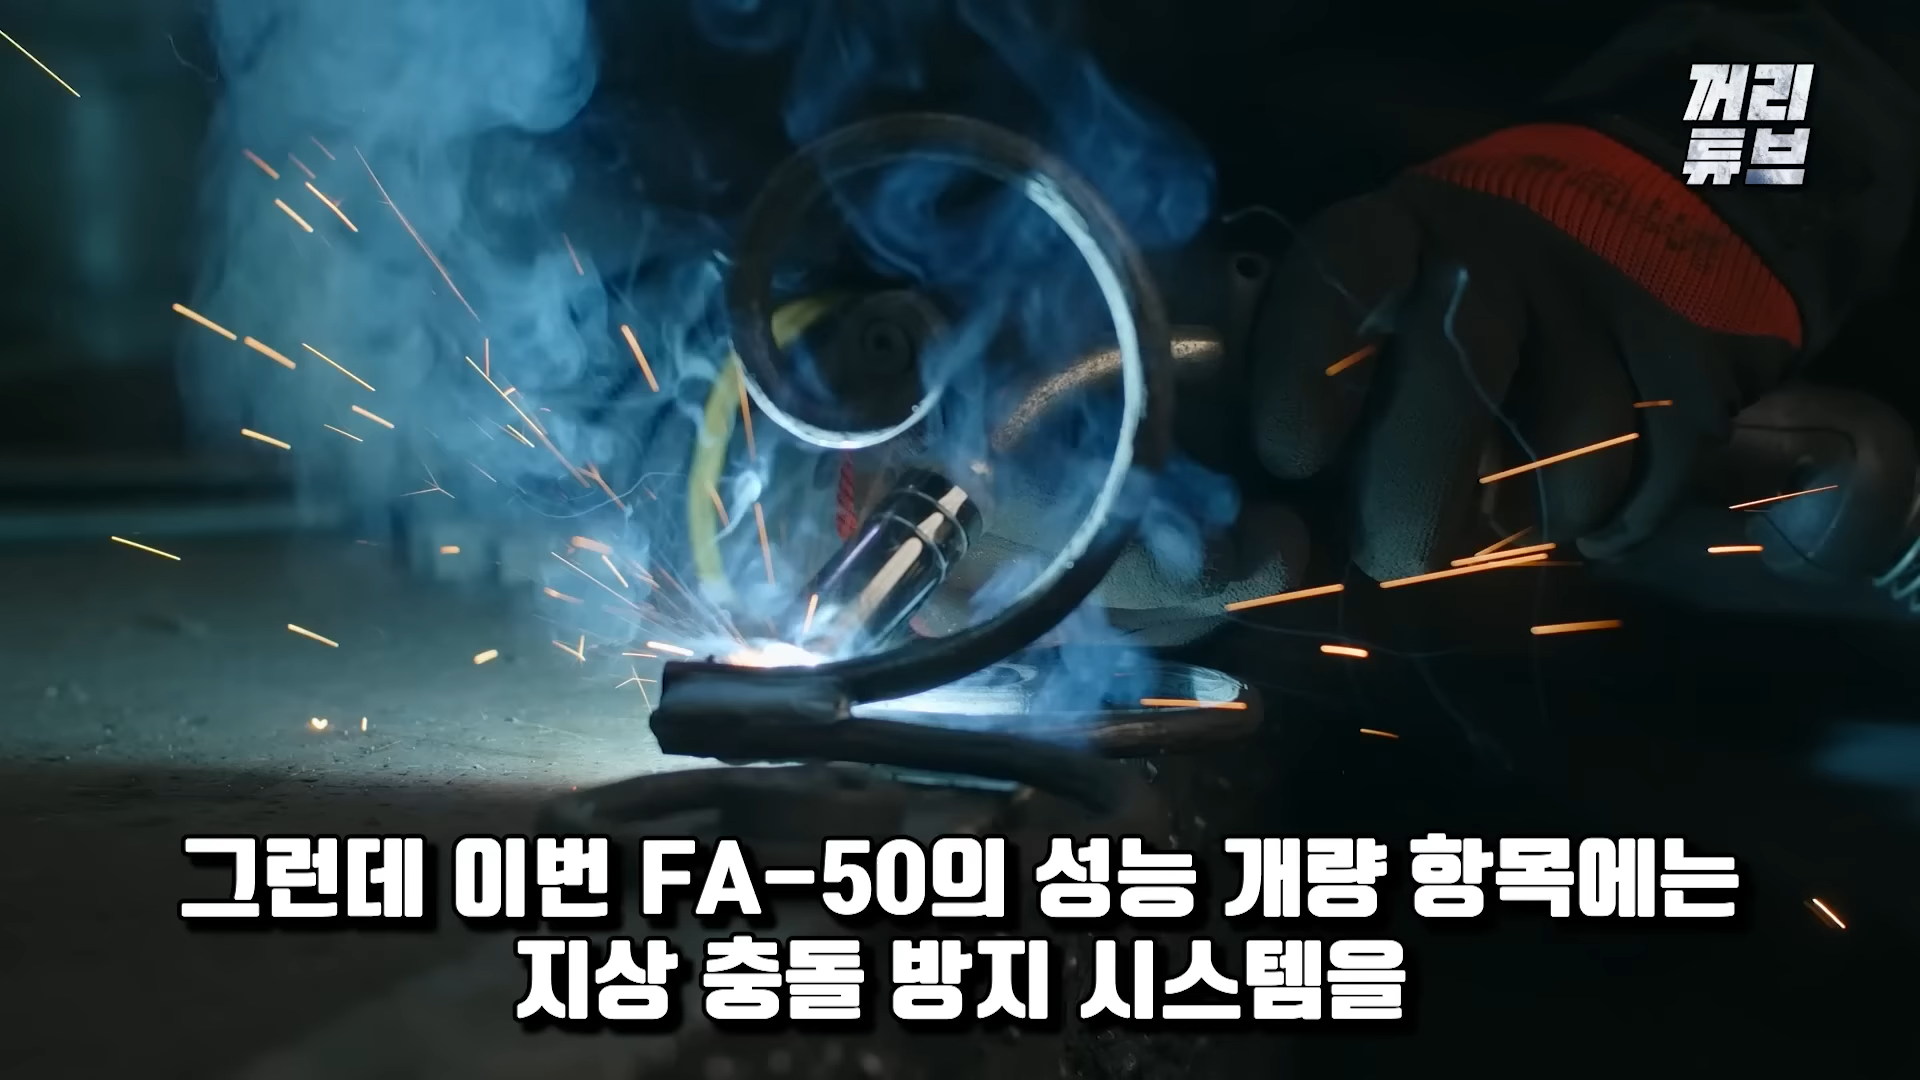 꺼리
튜브
그런데 이번 FA-50의 성능 개량 항목에는
지상 충돌 방지 시스템을